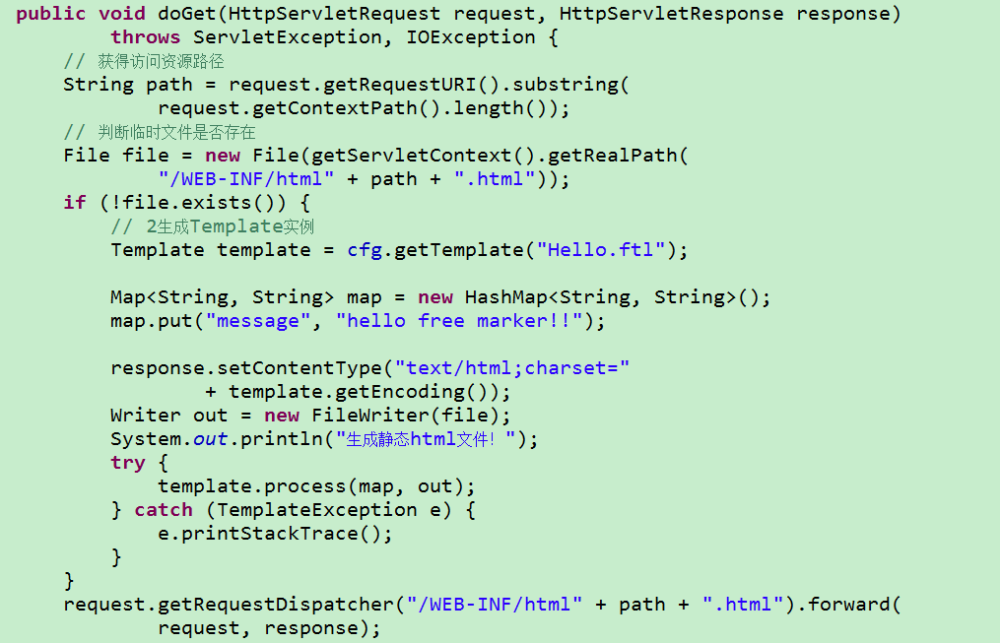 public void doGet(HttpServletRequest request, HttpServletResponse response)
throws ServletException, IOException {
// 获得访问资源路径
String path = request.getRequestURI().substring(
request.getContextPath().length());
// 判断临时文件是否存在
File file = new File(getServletContext().getRealPath(
"/WEB-INF/html" + path + ".html"));
if (!file.exists()) {
// 2生成Template实例
Template template = cfg.getTemplate("Hello.ftl");
Map<String, String> map = new HashMap<String, String>();
map.put("message", "hello free marker!!");
response.setContentType("text/html;charset="
+ template.getEncoding());
Writer out = new FileWriter(file);
System.out.println("生成静态html文件！");
try {
template.process(map, out);
} catch (TemplateException e) {
e.printStackTrace();
}
}
request.getRequestDispatcher("/WEB-INF/html" + path + ".html").forward(
request, response);